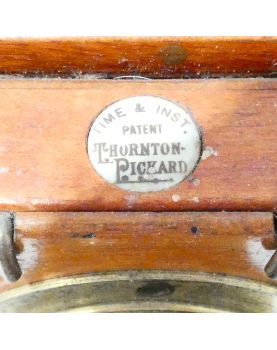 TIME & INST.
PATENT
THORNTON-
PICKARD